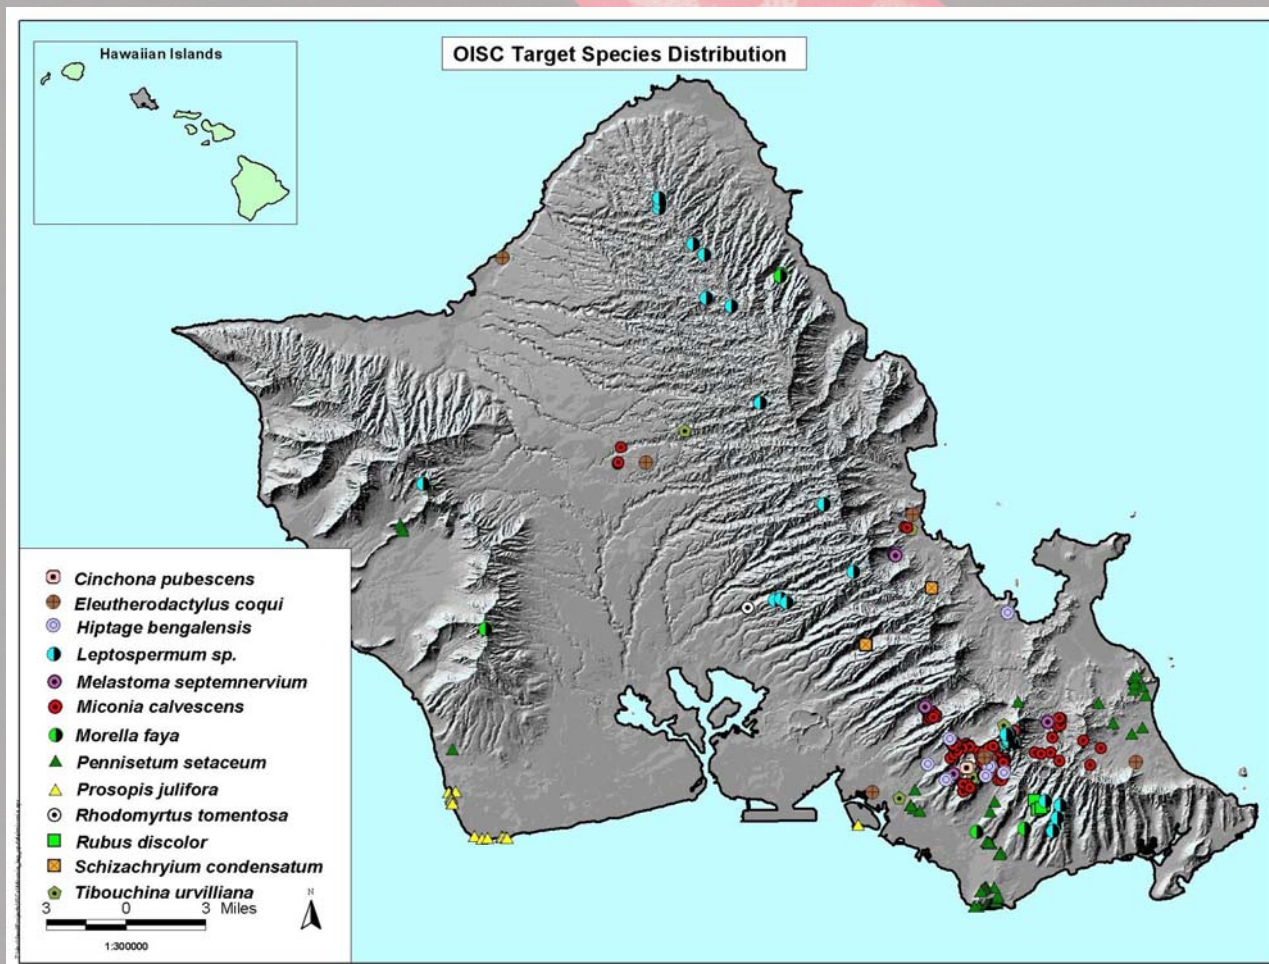 Hawaiian Islands
OISC Target Species Distribution
Cinchona pubescens
Eleutherodactylus coqui
Hiptage bengalensis
Leptospermum sp.
Melastoma septemnervium
Miconia calvescens
Morella faya
Pennisetum setaceum
Prosopis julifora
Rhodomyrtus tomentosa
Rubus discolor
Schizachryium condensatum
Tibouchina urvilliana
3 0 3 Miles
N
1:300000